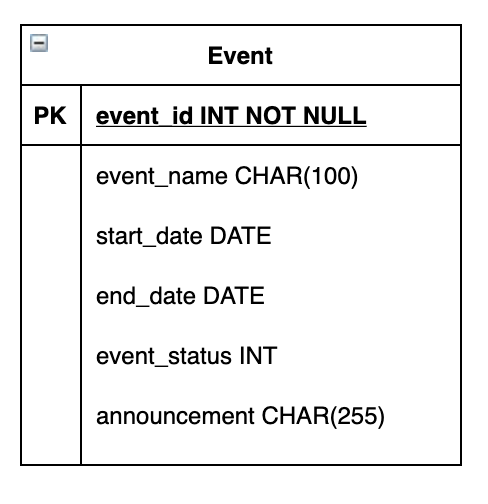 Event
PK event_id INT NOT NULL
event_name CHAR(100)
start_date DATE
end_date DATE
event_status INT
announcement CHAR(255)